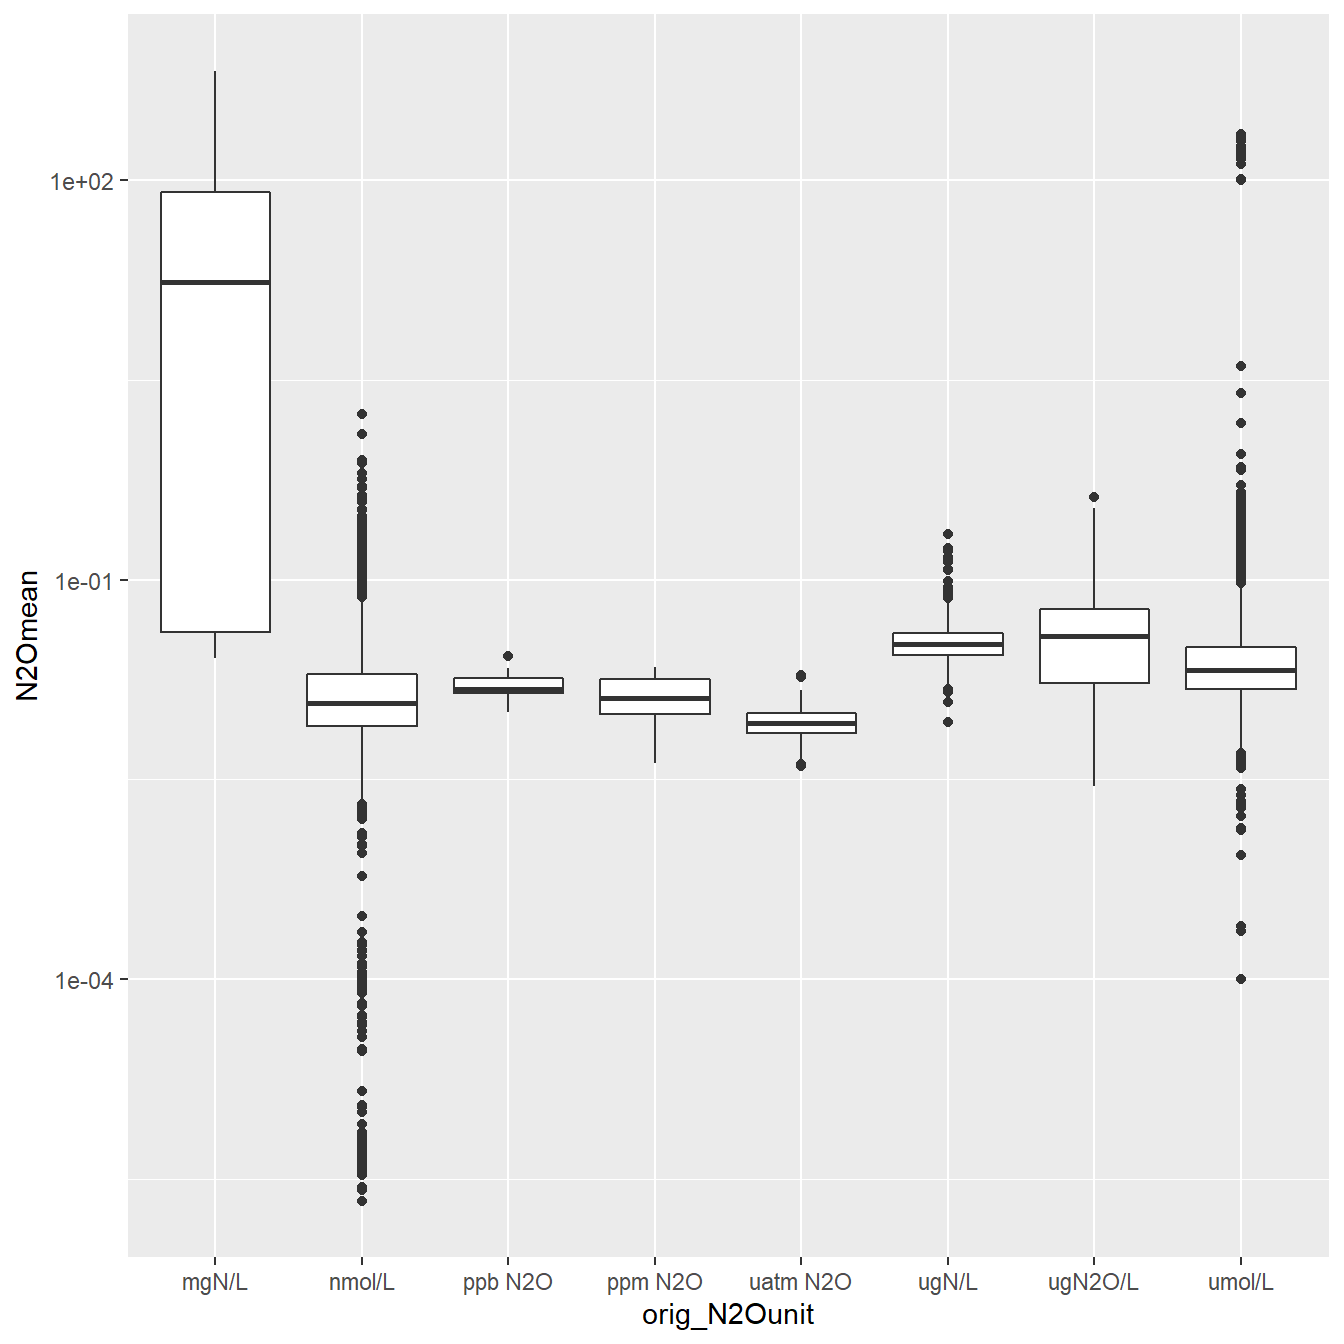 N2Omean
1e+02
1e-01
1e-04
mgN/L nmol/L ppb N2O ppm N2O uatm N2O ugN/L ugN2O/L umol/L
orig_N2Ounit